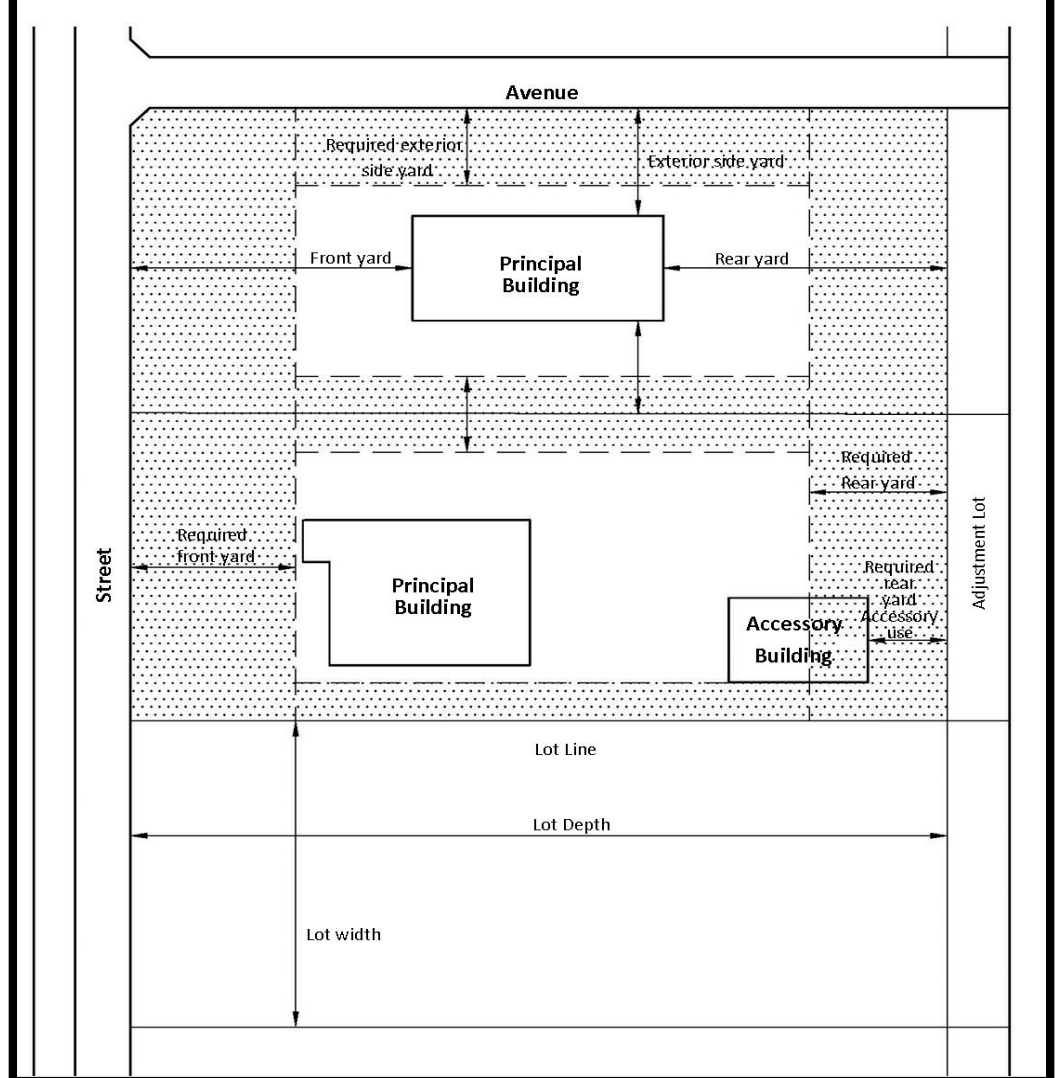 Avenue
Required exterior
side yard
Exterior side yard
Front yard
Principal
Building
Rear yard
Required
Rear yard
Required
front yard
Street
Principal
Building
Required
rear
yard
Accessory
use
Accessory
Building
Adjustment Lot
Lot Line
Lot Depth
Lot width